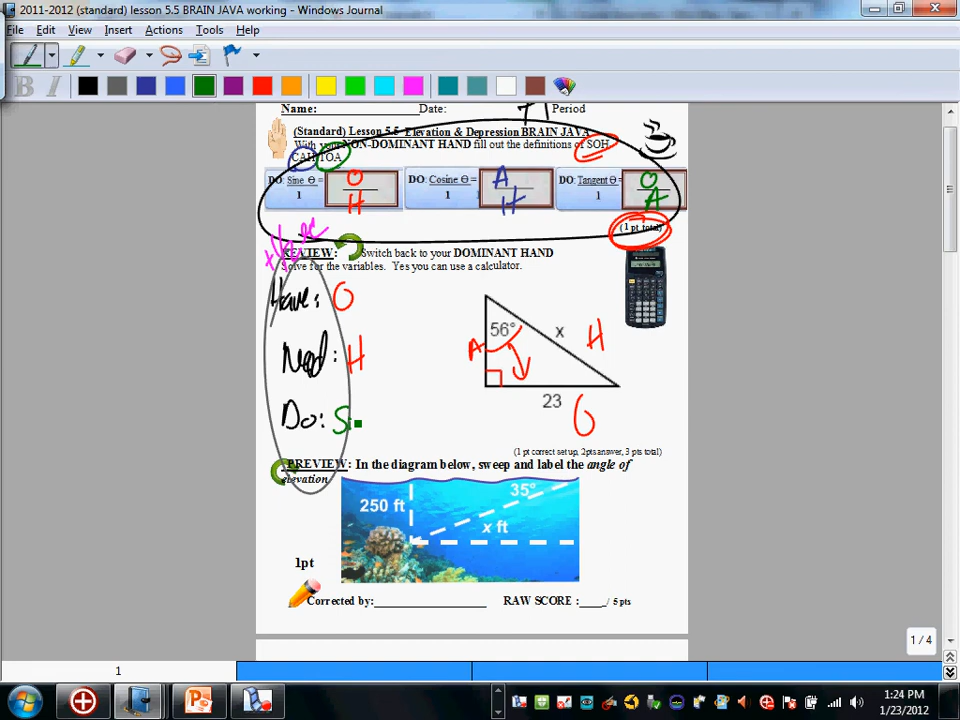 2011-2012 (standard) lesson 5.5 BRAIN JAVA working - Windows Journal
File Edit View Insert Actions Tools Help
B I
Name: Date: Period
(Standard) Lesson 5.5 Elevation & Depression BRAIN JAVA
With your NON-DOMINANT HAND fill out the definitions of SOH
CAH TOA
DO: Sine Θ = O DO: Cosine Θ = A DO: Tangent Θ = O
1 H 1 H 1 A
(1 pt total)
REVIEW: Switch back to your DOMINANT HAND
Solve for the variables. Yes you can use a calculator.
Have: O
56° x H
Need: H A
Do: Si
23 O
(1 pt correct set up, 2pts answer, 3 pts total)
PREVIEW: In the diagram below, sweep and label the angle of
elevation
35°
250 ft
x ft
1pt
Corrected by: RAW SCORE : / 5 pts
1 / 4
1
1:24 PM
1/23/2012